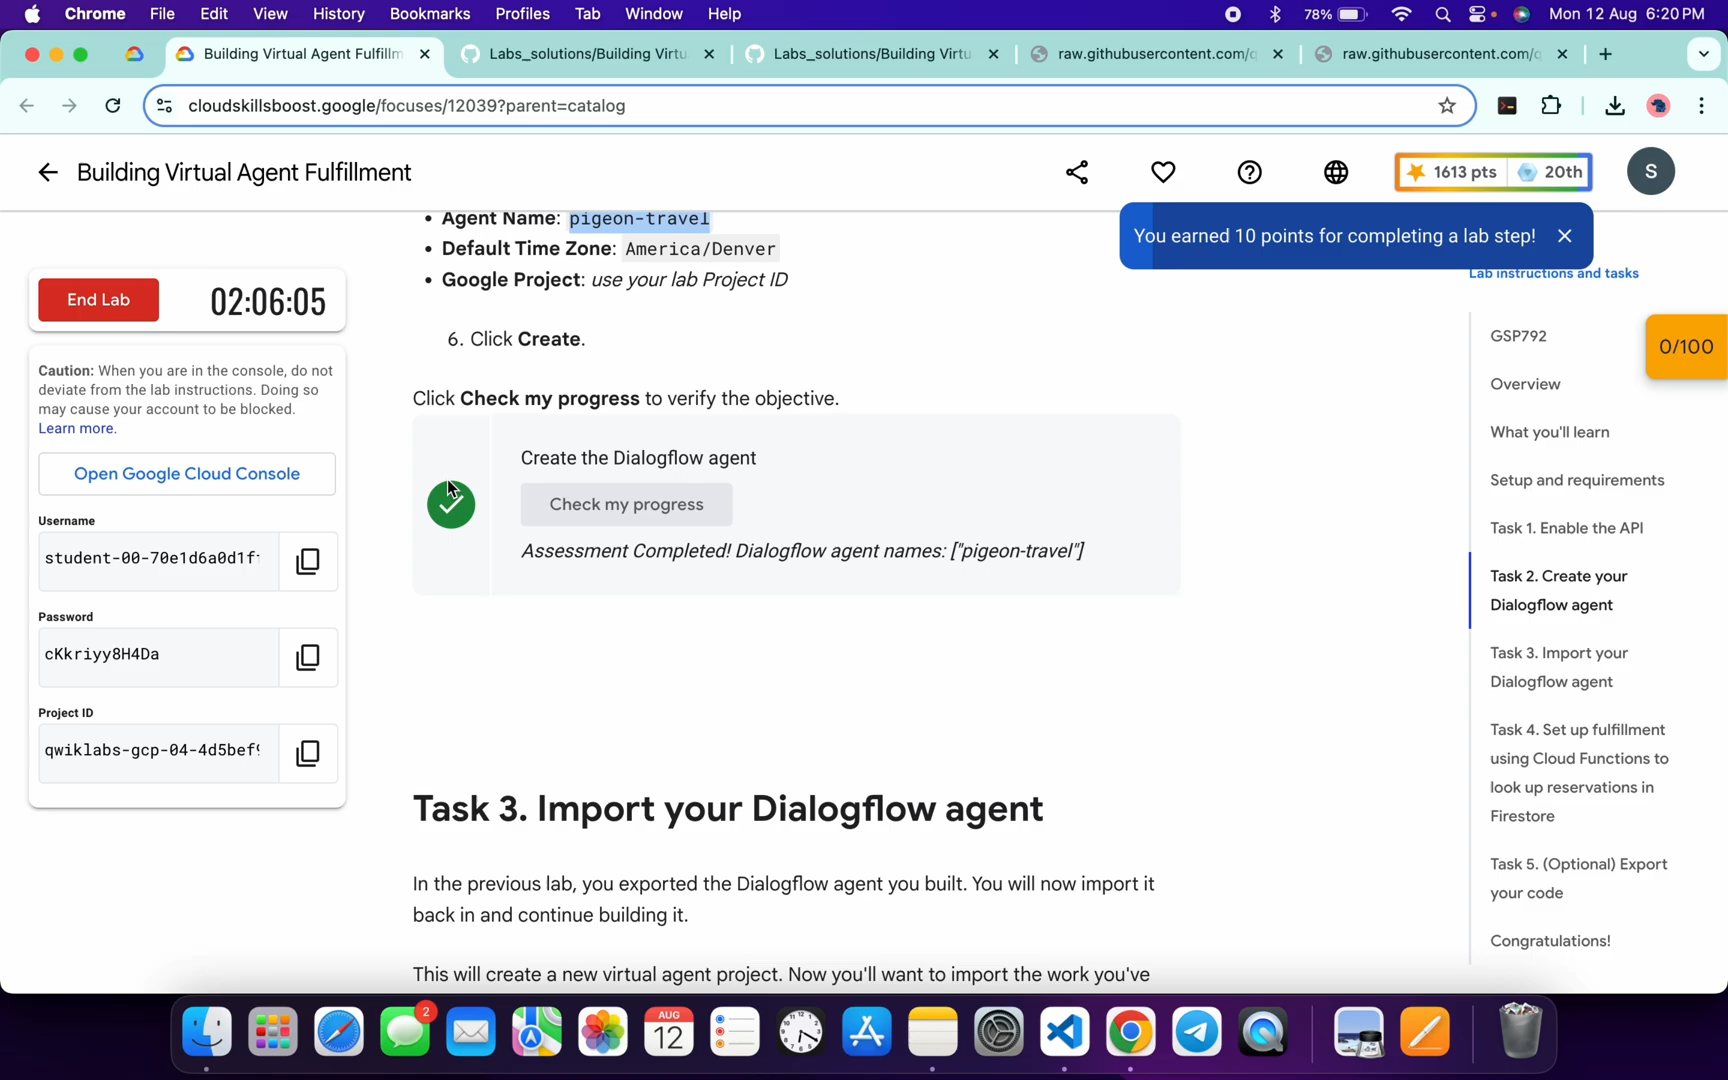 Chrome File Edit View History Bookmarks Profiles Tab Window Help 78% Mon 12 Aug 6:20 PM
Building Virtual Agent Fulfillm Labs_solutions/Building Virtu Labs_solutions/Building Virtu raw.githubusercontent.com/q raw.githubusercontent.com/q
cloudskillsboost.google/focuses/12039?parent=catalog
Building Virtual Agent Fulfillment 1613 pts 20th S
• Agent Name: pigeon-travel
You earned 10 points for completing a lab step!
• Default Time Zone: America/Denver
• Google Project: use your lab Project ID
Lab instructions and tasks
End Lab 02:06:05
6. Click Create.
GSP792
0/100
Caution: When you are in the console, do not
deviate from the lab instructions. Doing so
may cause your account to be blocked.
Learn more.
Click Check my progress to verify the objective.
Overview
What you'll learn
Create the Dialogflow agent
Open Google Cloud Console
Setup and requirements
Check my progress
Username
student-00-70e1d6a0d1f
Assessment Completed! Dialogflow agent names: ["pigeon-travel"]
Task 1. Enable the API
Task 2. Create your
Dialogflow agent
Password
cKkriyy8H4Da
Task 3. Import your
Dialogflow agent
Project ID
qwiklabs-gcp-04-4d5bef
Task 4. Set up fulfillment
using Cloud Functions to
look up reservations in
Firestore
Task 3. Import your Dialogflow agent
Task 5. (Optional) Export
your code
In the previous lab, you exported the Dialogflow agent you built. You will now import it
back in and continue building it.
Congratulations!
This will create a new virtual agent project. Now you'll want to import the work you've
2
AUG
12